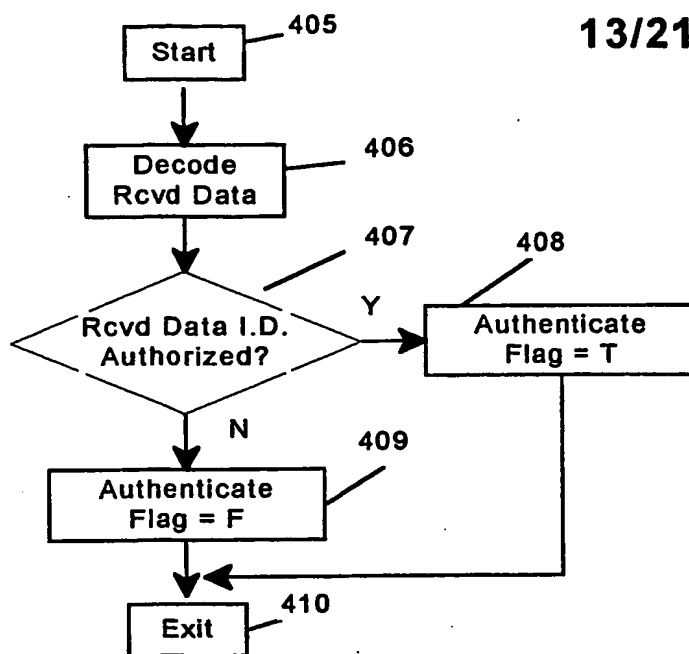 405
13/21
Start
406
Decode
Rcvd Data
407
408
Rcvd Data I.D.
Authorized?
Y
Authenticate
Flag = T
N
409
Authenticate
Flag = F
410
Exit